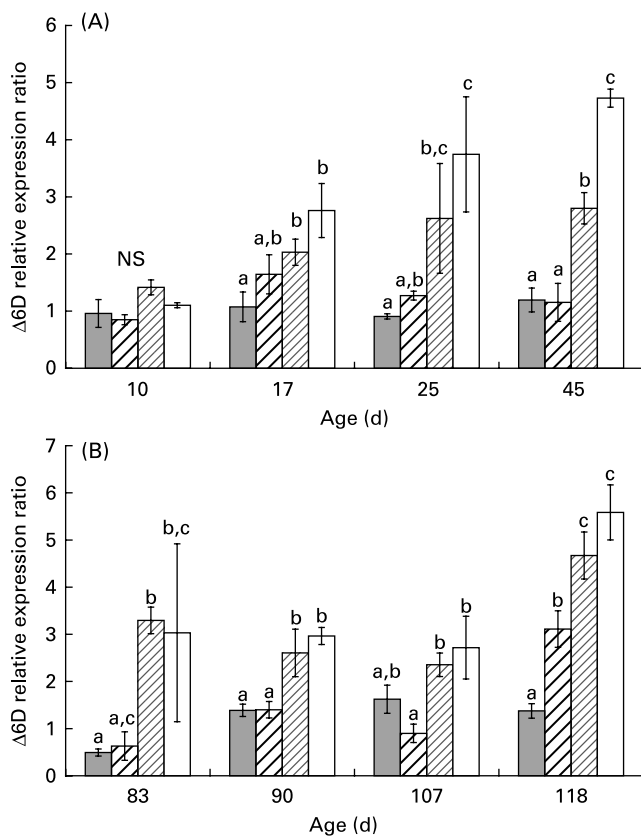 (A)
Δ6D relative expression ratio
6
5
4
3
2
1
0
NS
a
a,b
b
b
a
a,b
b,c
c
a
a
b
c
10 17 25 45
Age (d)
(B)
Δ6D relative expression ratio
7
6
5
4
3
2
1
0
a
a,c
b
b,c
a
a
b
b
a,b
a
b
b
a
b
c
c
83 90 107 118
Age (d)